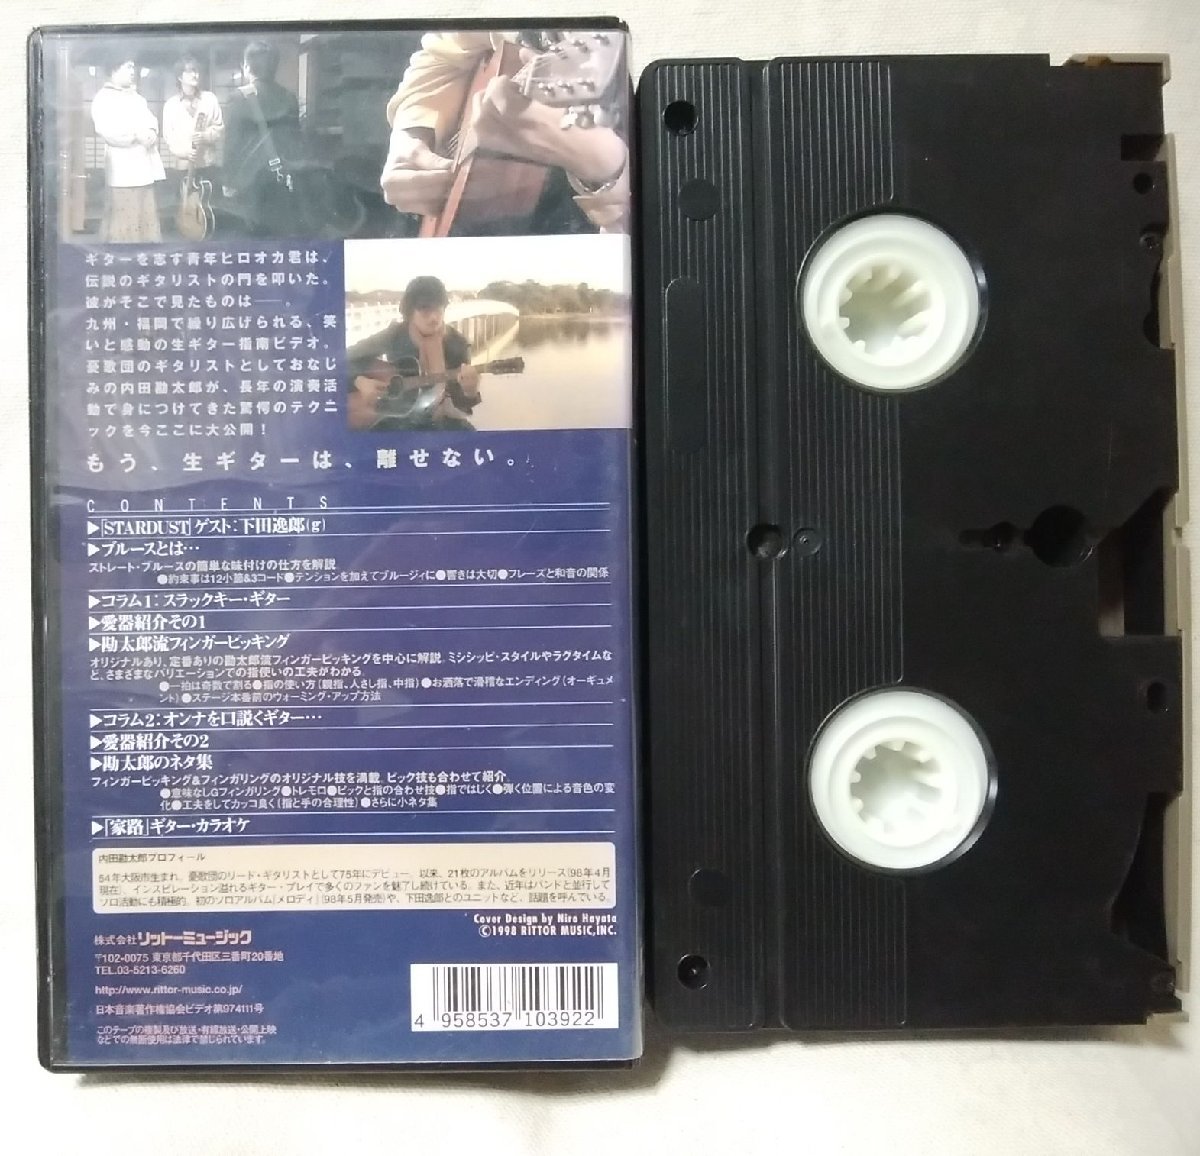 ギターを志す青年ヒロオカ君は、
伝説のギタリストの門を叩いた。
彼がそこで見たものは──。
九州・福岡で繰り広げられる、笑
いと感動の生ギター指南ビデオ。
憂歌団のギタリストとしておなじ
みの内田勘太郎が、長年の演奏活
動で身につけてきた驚愕のテクニ
ックを今ここに大公開！
もう、生ギターは、離せない。
CONTENTS
▶「STARDUST」ゲスト：下田逸郎(g)
▶ブルースとは…
ストレート・ブルースの簡単な味付けの仕方を解説
●約束事は12小節&3コード●テンションを加えてブルージィに●響きは大切●フレーズと和音の関係
▶コラム1：スラックキー・ギター
▶愛器紹介その1
▶勘太郎流フィンガーピッキング
オリジナルあり、定番ありの勘太郎流フィンガーピッキングを中心に解説。ミシシッピ・スタイルやラグタイムな
ど、さまざまなバリエーションでの指使いの工夫がわかる
●一拍は奇数で割る●指の使い方（親指、人さし指、中指）●お洒落で滑稽なエンディング（オーギュメ
ント）●ステージ本番前のウォーミング・アップ方法
▶コラム2：オンナを口説くギター…
▶愛器紹介その2
▶勘太郎のネタ集
フィンガーピッキング&フィンガリングのオリジナル技を満載。ピック技も合わせて紹介
●意味なしGフィンガリング●トレモロ●ピックと指の合わせ技●指ではじく●弾く位置による音色の変
化●工夫をしてカッコ良く（指と手の合理性）●さらに小ネタ集
▶「家路」ギター・カラオケ
内田勘太郎プロフィール
54年大阪市生まれ。憂歌団のリード・ギタリストとして75年にデビュー。以来、21枚のアルバムをリリース（98年4月
現在）、インスピレーション溢れるギター・プレイで多くのファンを魅了し続けている。また、近年はバンドと並行して
ソロ活動にも積極的。初のソロアルバム「メロディ」（98年5月発売）や、下田逸郎とのユニットなど、話題を呼んでいる。
Cover Design by Niro Hayata
©1998 RITTOR MUSIC,INC.
株式会社リットーミュージック
〒102-0075 東京都千代田区三番町20番地
TEL.03-5213-6260
http://www.rittor-music.co.jp/
日本音楽著作権協会ビデオ第974111号
このテープの複製及び放送・有線放送・公開上映
などでの無断使用は法律で禁じられています。
4 958537 103922